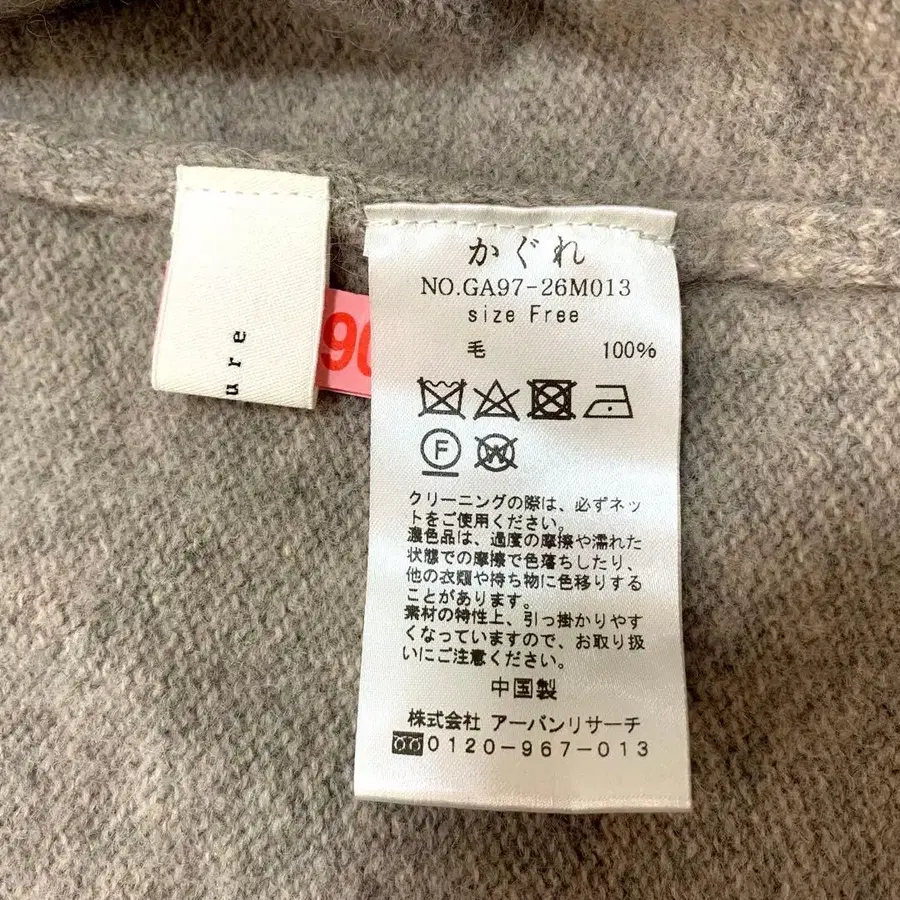 ure
90
かぐれ
NO.GA97-26M013
size Free
毛 100%
F
W
クリーニングの際は、必ずネッ
トをご使用ください。
濃色品は、過度の摩擦や濡れた
状態での摩擦で色落ちしたり、
他の衣類や持ち物に色移りする
ことがあります。
素材の特性上、引っ掛かりやす
くなっていますので、お取り扱
いにご注意ください。
中国製
株式会社 アーバンリサーチ
0120-967-013